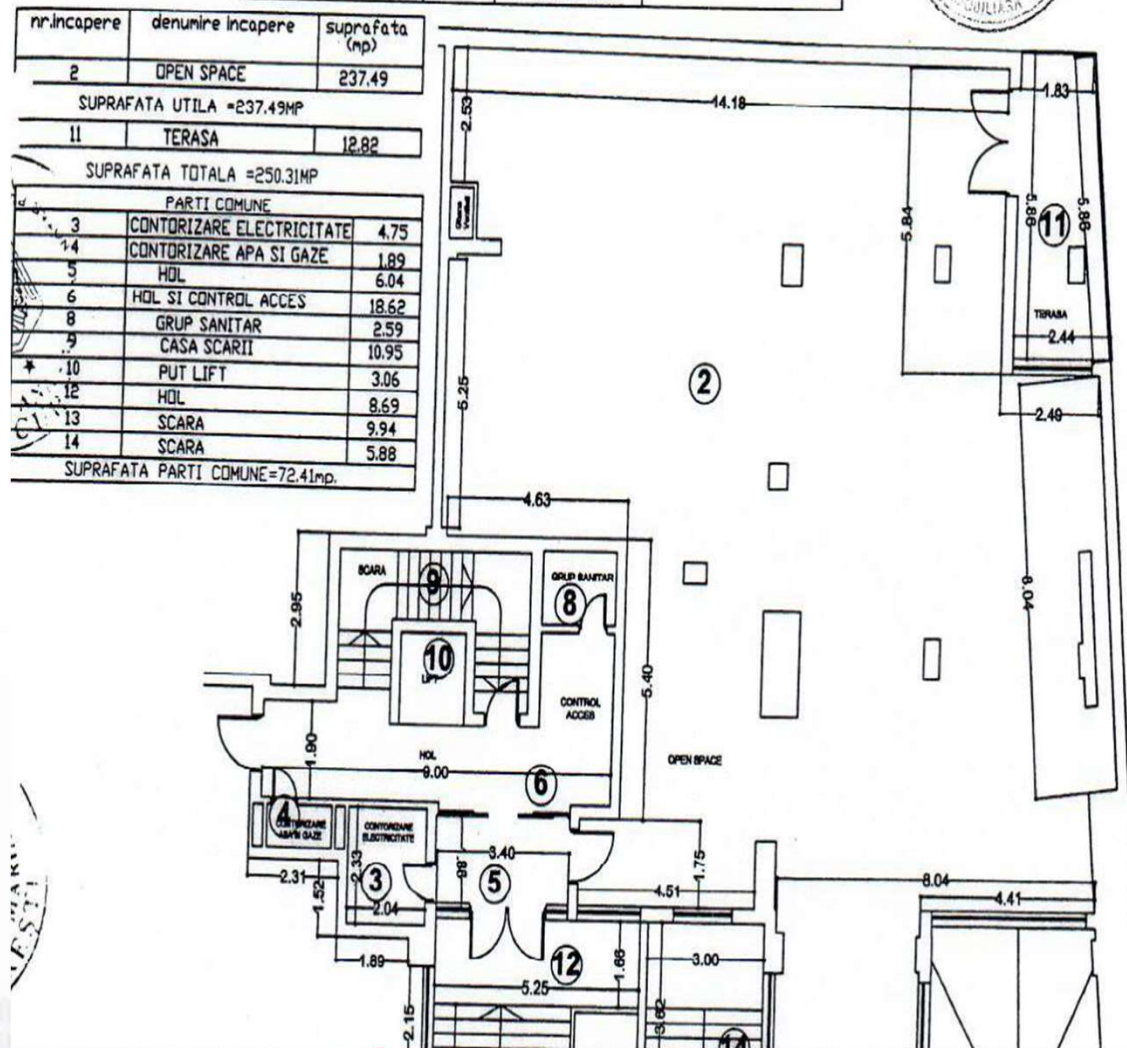 nr.incapere denumire incapere suprafata (mp)
2 OPEN SPACE 237.49
SUPRAFATA UTILA =237.49MP
11 TERASA 12.82
SUPRAFATA TOTALA =250.31MP
PARTI COMUNE
3 CONTORIZARE ELECTRICITATE 4.75
4 CONTORIZARE APA SI GAZE 1.89
5 HOL 6.04
6 HOL SI CONTROL ACCES 18.62
8 GRUP SANITAR 2.59
9 CASA SCARII 10.95
10 PUT LIFT 3.06
12 HOL 8.69
13 SCARA 9.94
14 SCARA 5.88
SUPRAFATA PARTI COMUNE=72.41mp.
14.18
1.83
2.53
5.84
5.86
5.86
11
TERASA
2.44
2
5.25
2.49
4.63
SCARA
9
GRUP SANITAR
8
2.95
10
LIFT
5.40
CONTROL
ACCES
1.90
HOL
9.00
6
OPEN SPACE
4
CONTORIZARE
APA SI GAZE
CONTORIZARE
ELECTRICITATE
3.40
2.33
3
5
1.75
2.31
1.52
2.04
4.51
8.04
4.41
1.89
12
1.66
3.00
5.25
3.62
2.15
14